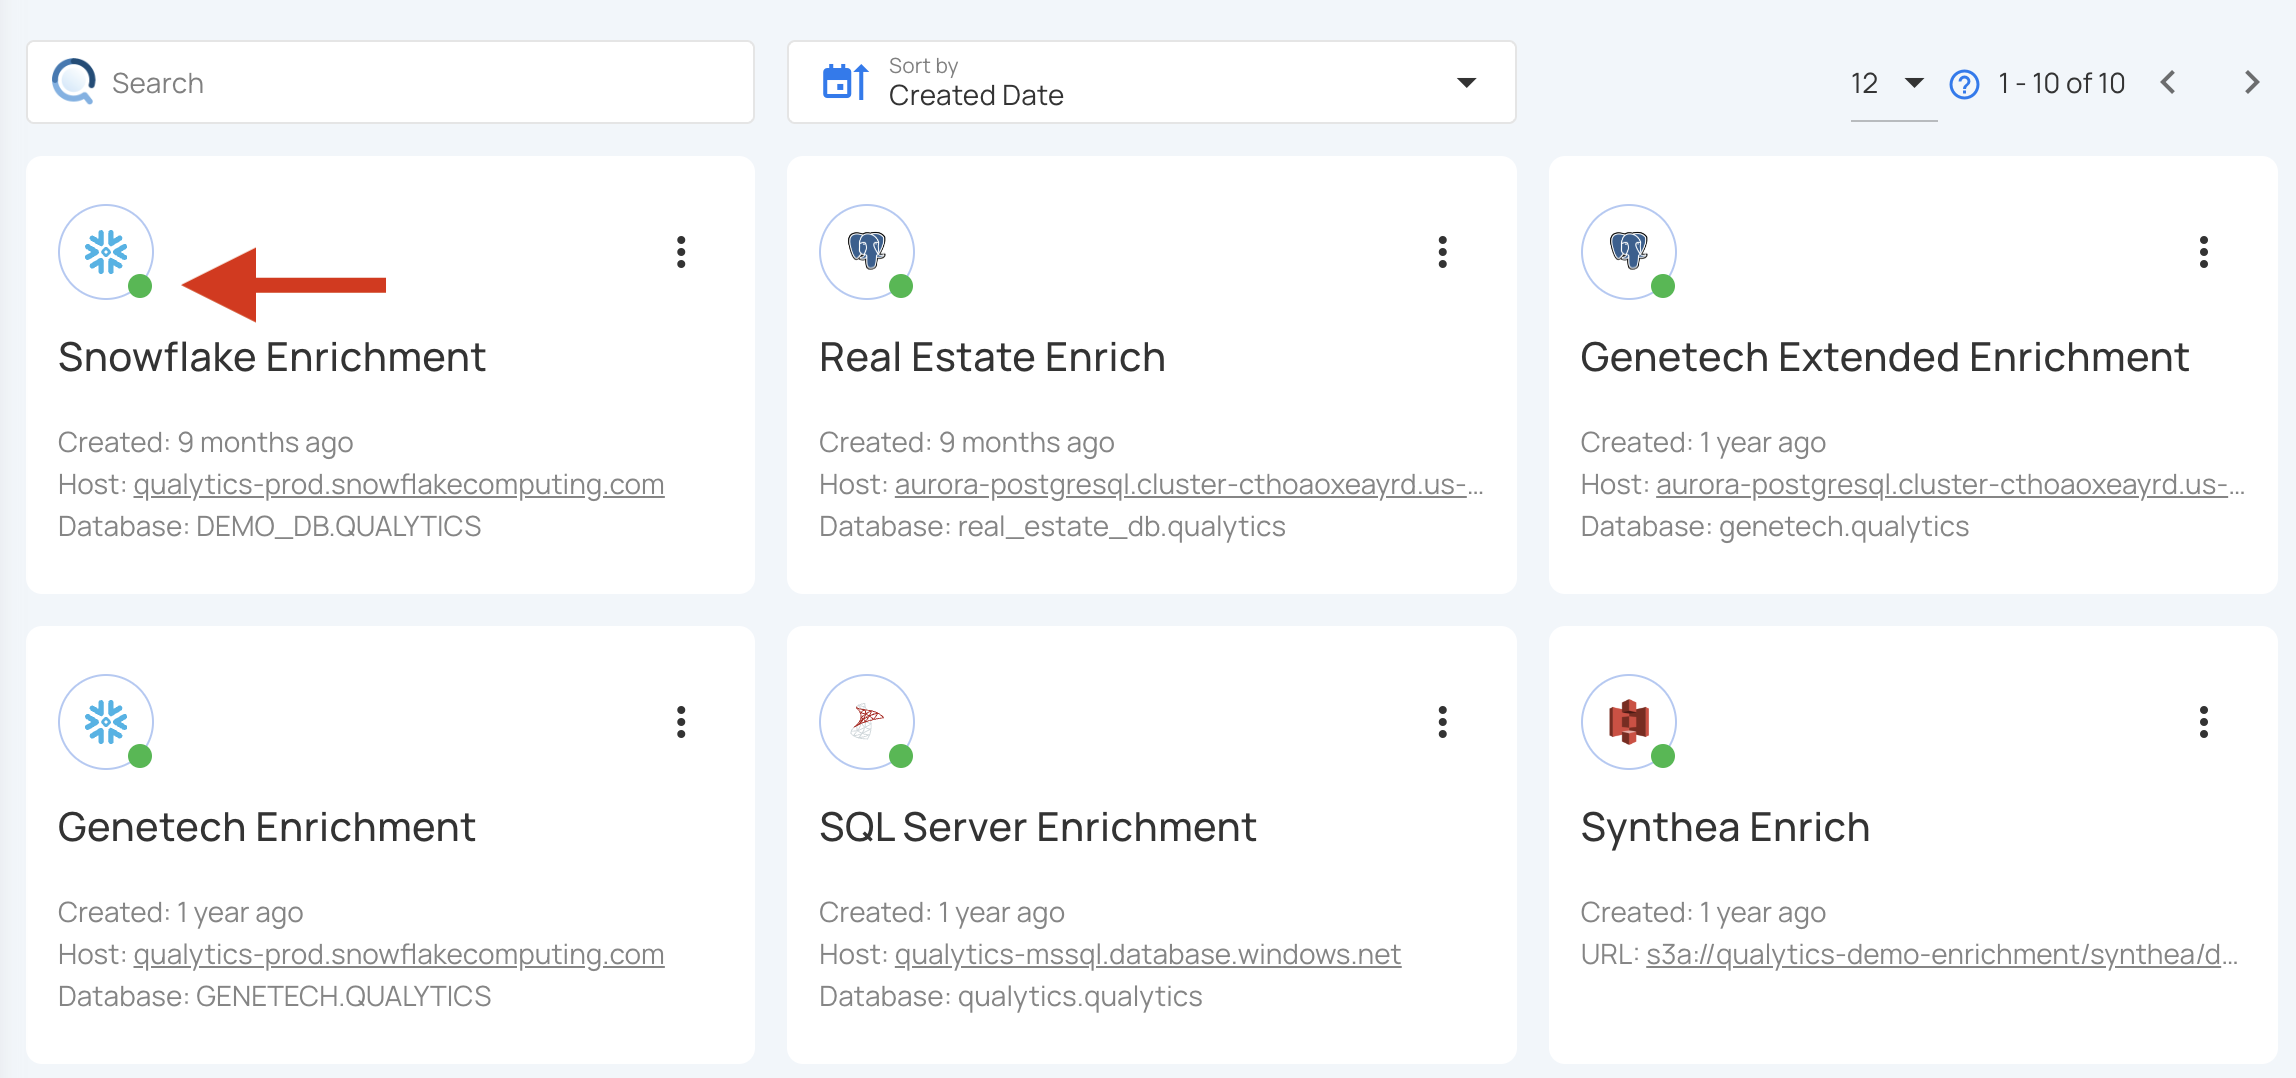 Search
Sort by
Created Date
12
1 - 10 of 10
Snowflake Enrichment
Created: 9 months ago
Host: qualytics-prod.snowflakecomputing.com
Database: DEMO_DB.QUALYTICS
Real Estate Enrich
Created: 9 months ago
Host: aurora-postgresql.cluster-cthoaoxeayrd.us-...
Database: real_estate_db.qualytics
Genetech Extended Enrichment
Created: 1 year ago
Host: aurora-postgresql.cluster-cthoaoxeayrd.us-...
Database: genetech.qualytics
Genetech Enrichment
Created: 1 year ago
Host: qualytics-prod.snowflakecomputing.com
Database: GENETECH.QUALYTICS
SQL Server Enrichment
Created: 1 year ago
Host: qualytics-mssql.database.windows.net
Database: qualytics.qualytics
Synthea Enrich
Created: 1 year ago
URL: s3a://qualytics-demo-enrichment/synthea/d...